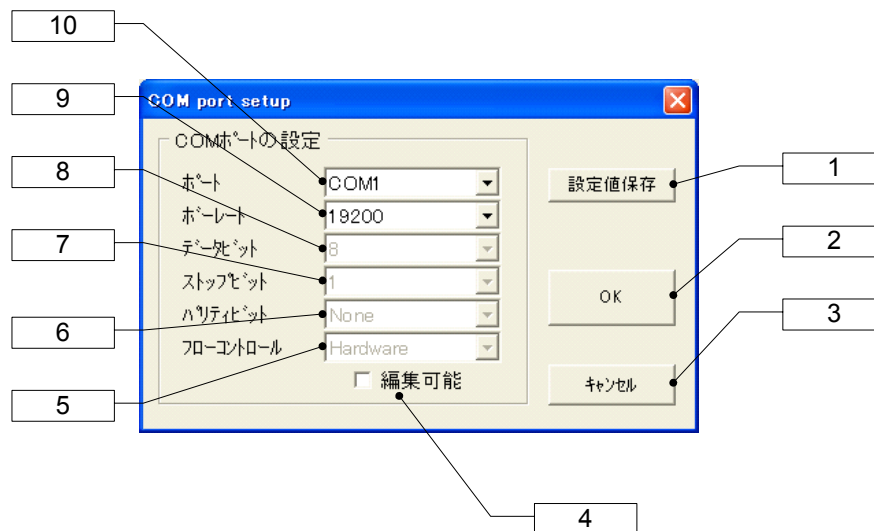 10
COM port setup
9
COMポートの設定
8
ポート
COM1
設定値保存
1
ボーレート
19200
7
データビット
8
2
ストップビット
1
OK
6
パリティビット
None
3
フローコントロール
Hardware
5
編集可能
キャンセル
4